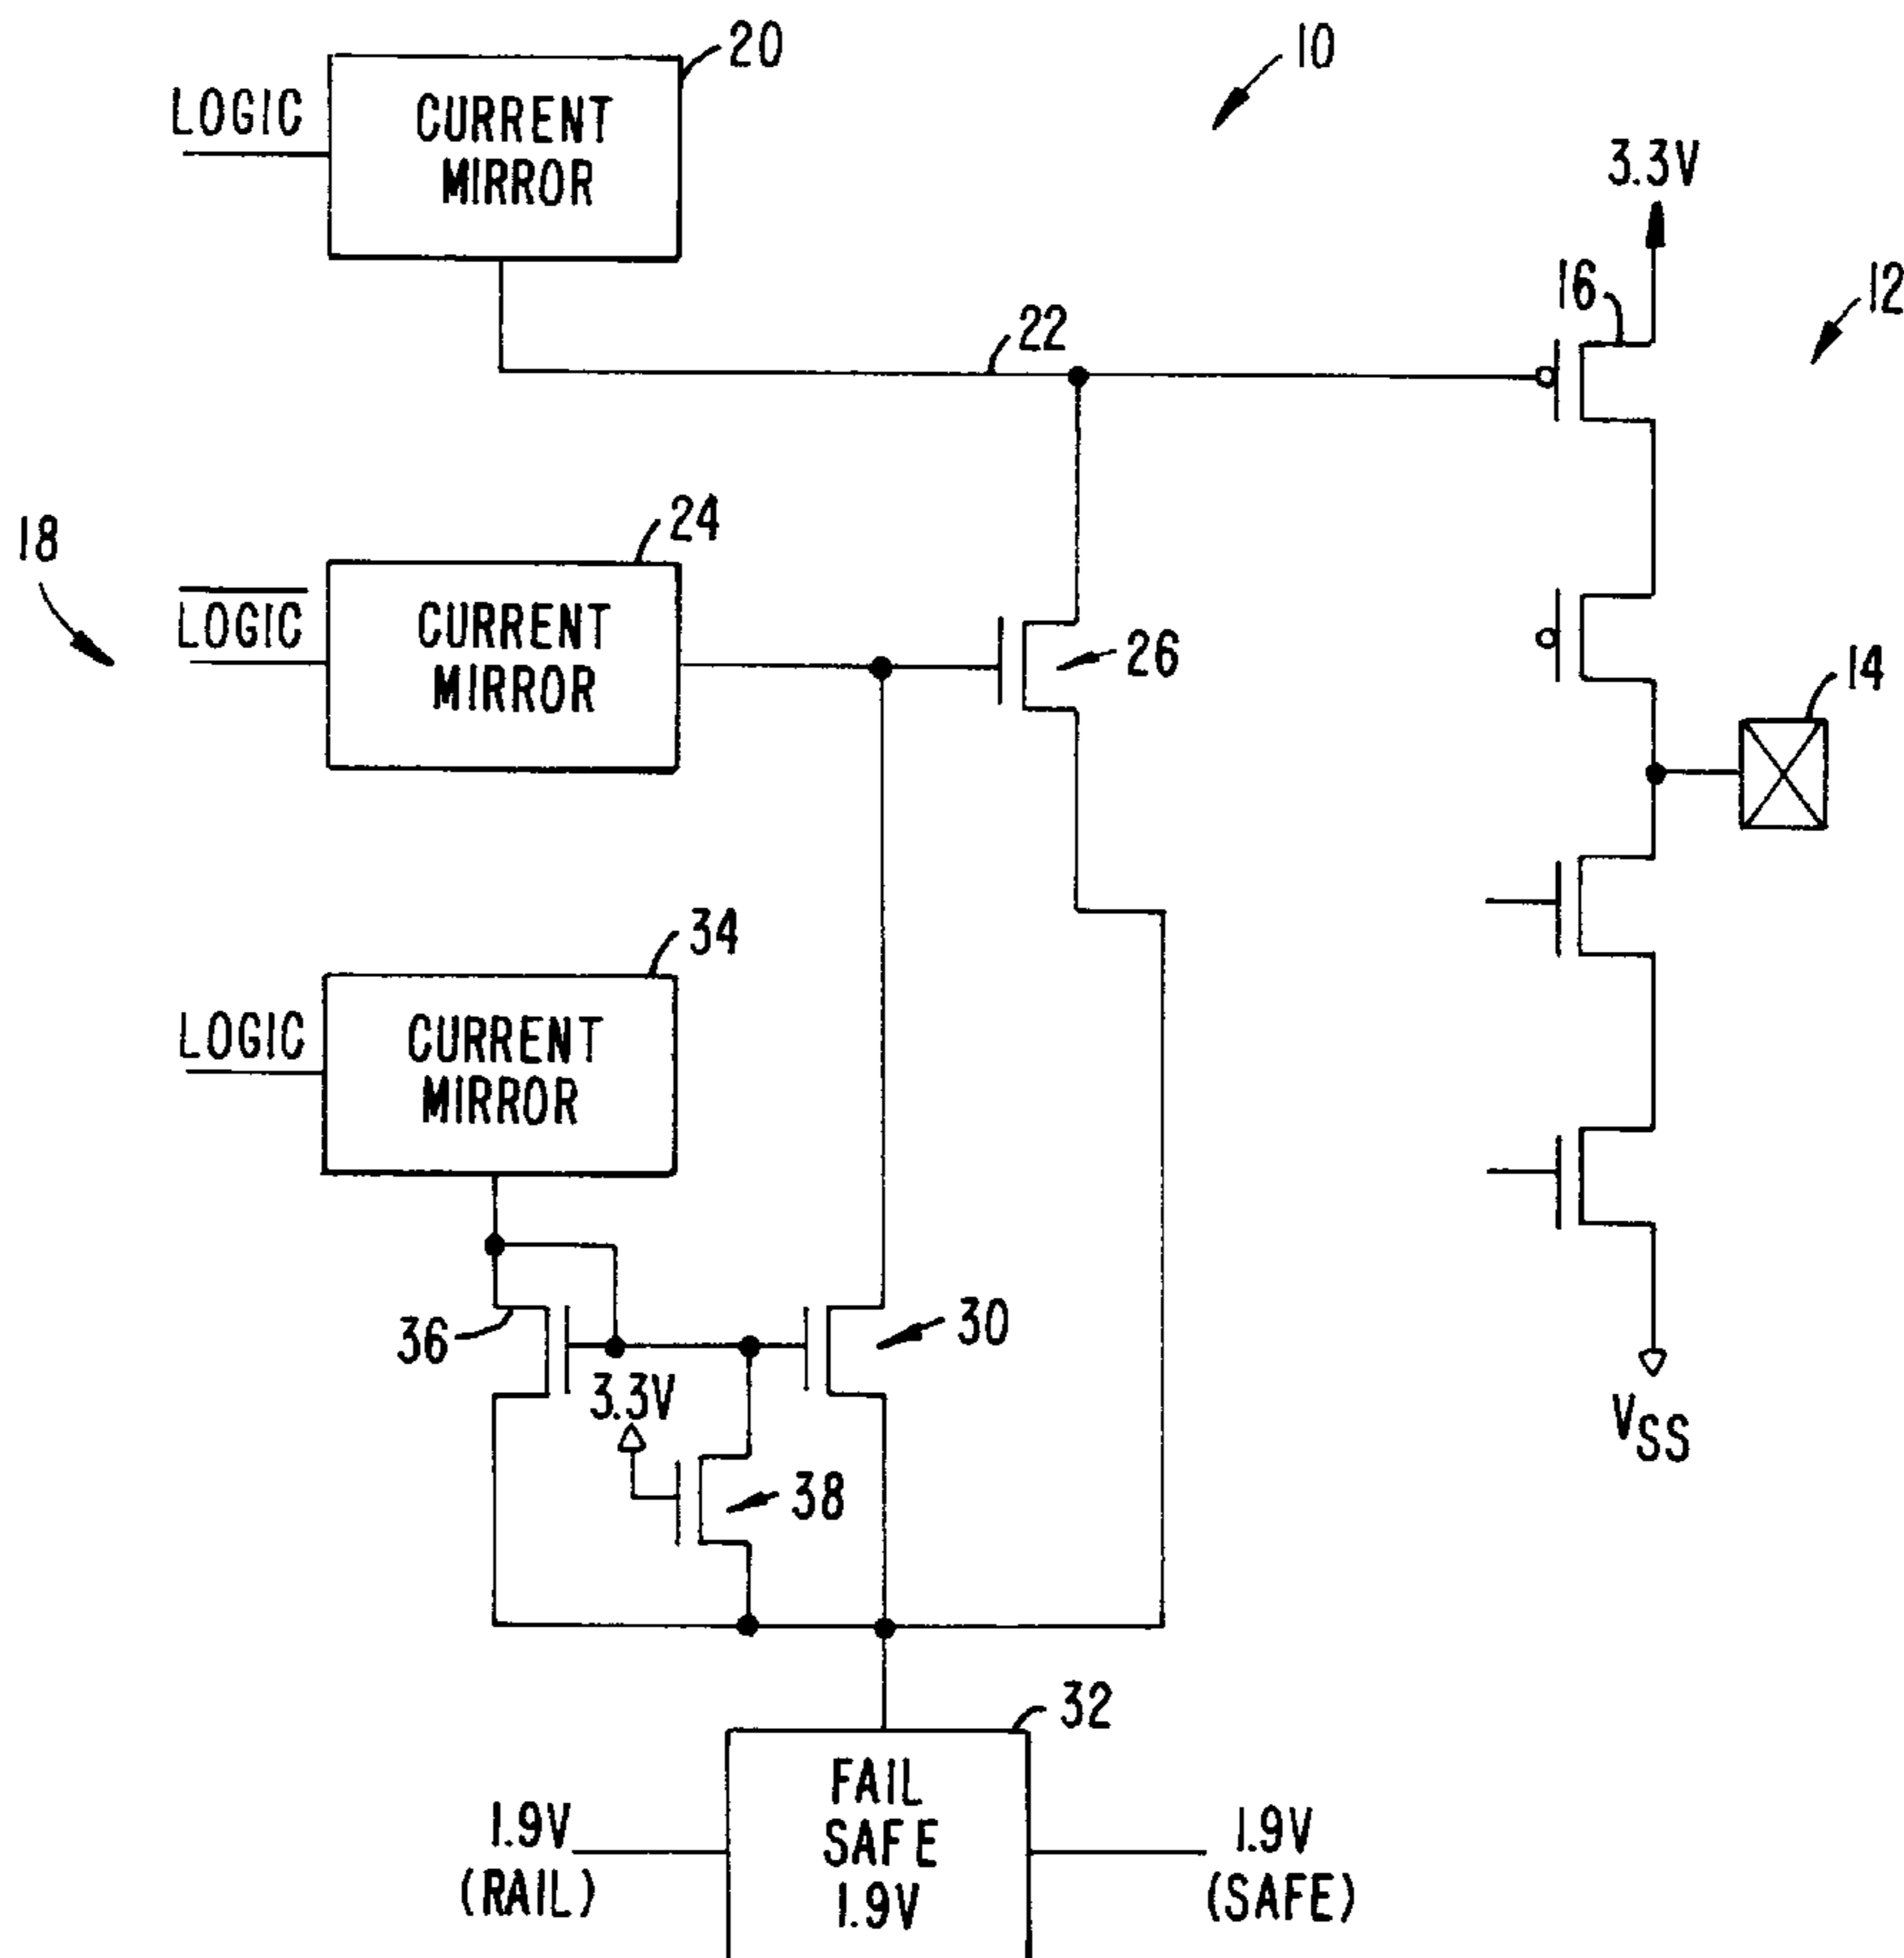 20
10
LOGIC
CURRENT
MIRROR
3.3V
16
12
22
24
18
LOGIC
CURRENT
MIRROR
26
14
34
LOGIC
CURRENT
MIRROR
36
30
3.3V
38
VSS
32
FAIL
SAFE
1.9V
1.9V
(RAIL)
1.9V
(SAFE)